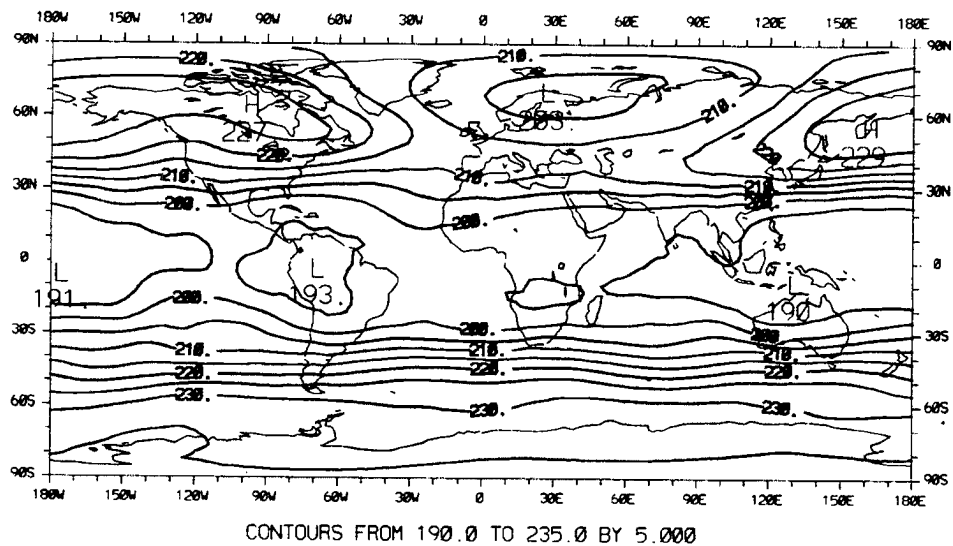 180W 150W 120W 90W 60W 30W 0 30E 60E 90E 120E 150E 180E
90N 90N
220. 210.
60N H L 210. H 60N
203. 229
220.
210. 210. 210.
30N 30N
200. 200. 200.
0 L L L 0
191. 193. 190
200. 200. 200
30S 30S
210. 210. 210.
220. 220. 220.
60S 230. 230. 230. 60S
90S 90S
180W 150W 120W 90W 60W 30W 0 30E 60E 90E 120E 150E 180E
CONTOURS FROM 190.0 TO 235.0 BY 5.000